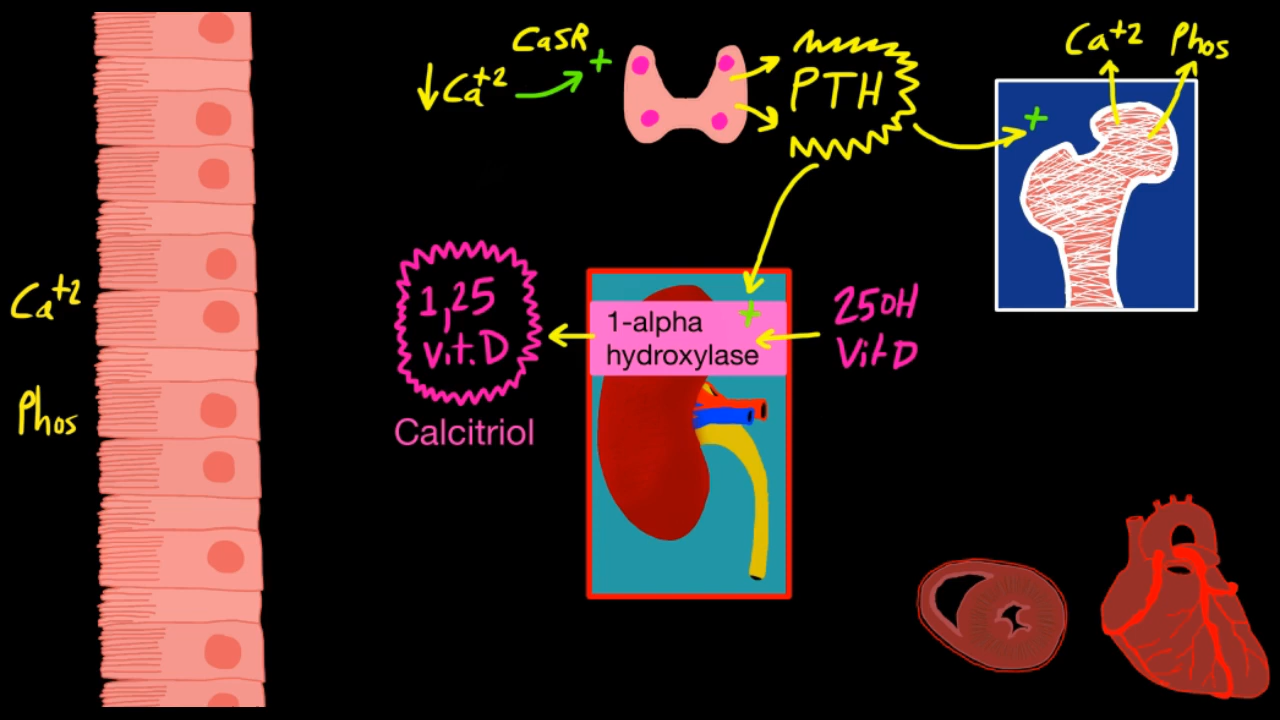 CaSR
↓Ca+2
+
PTH
+
Ca+2 Phos
Ca+2
Phos
1,25
vit. D
Calcitriol
+
1-alpha
hydroxylase
25OH
Vit D